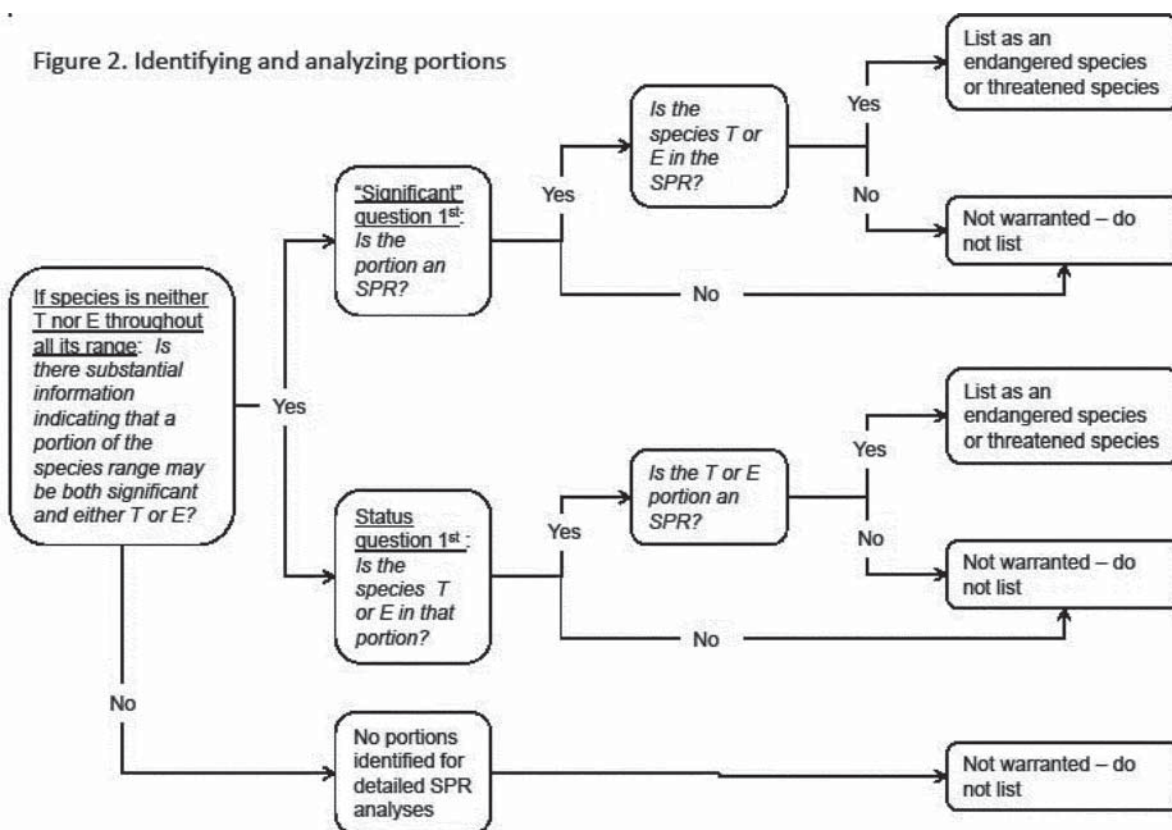 Figure 2. Identifying and analyzing portions
If species is neither
T nor E throughout
all its range: Is
there substantial
information
indicating that a
portion of the
species range may
be both significant
and either T or E?
Yes
No
"Significant"
question 1st:
Is the
portion an
SPR?
Yes
No
Is the
species T or
E in the
SPR?
Yes
No
List as an
endangered species
or threatened species
Not warranted – do
not list
Status
question 1st :
Is the
species T
or E in that
portion?
Yes
No
Is the T or E
portion an
SPR?
Yes
No
List as an
endangered species
or threatened species
Not warranted – do
not list
No portions
identified for
detailed SPR
analyses
Not warranted – do
not list